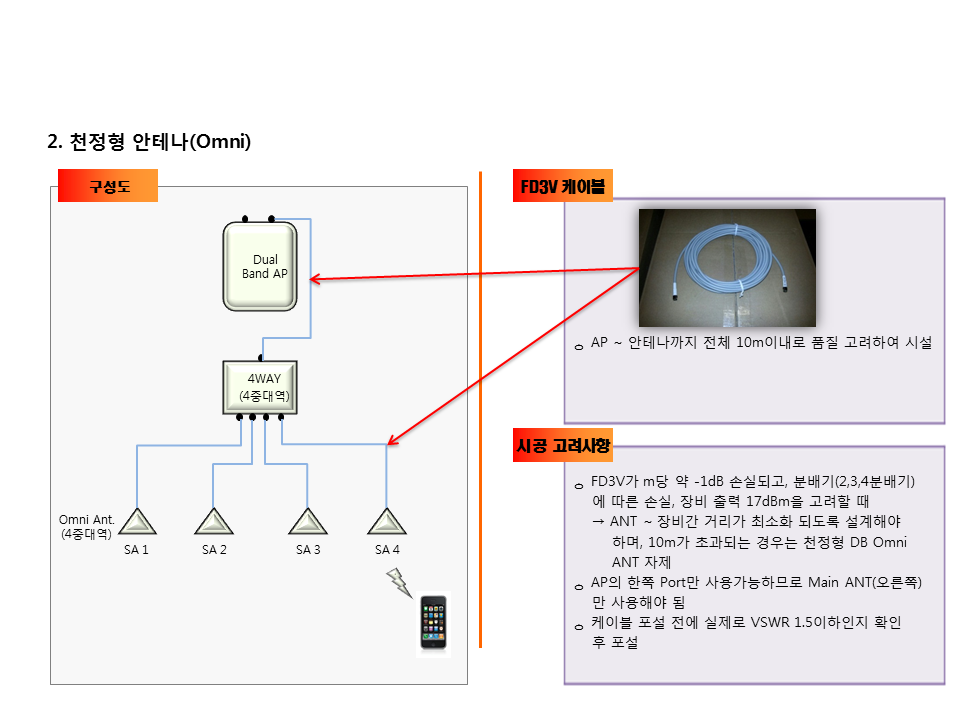 2. 천정형 안테나(Omni)
구성도
Dual
Band AP
4WAY
(4중대역)
Omni Ant.
(4중대역)
SA 1
SA 2
SA 3
SA 4
FD3V 케이블
o AP ~ 안테나까지 전체 10m이내로 품질 고려하여 시설
시공 고려사항
o FD3V가 m당 약 -1dB 손실되고, 분배기(2,3,4분배기)
에 따른 손실, 장비 출력 17dBm을 고려할 때
→ ANT ~ 장비간 거리가 최소화 되도록 설계해야
하며, 10m가 초과되는 경우는 천정형 DB Omni
ANT 자제
o AP의 한쪽 Port만 사용가능하므로 Main ANT(오른쪽)
만 사용해야 됨
o 케이블 포설 전에 실제로 VSWR 1.5이하인지 확인
후 포설